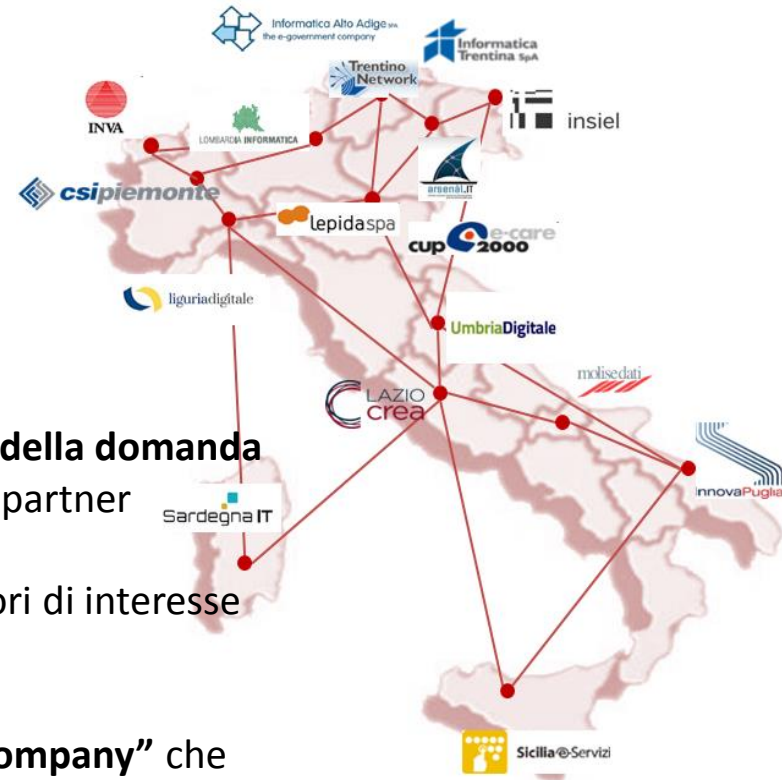 Informatica Alto Adige SPA
the e-government company
Informatica
Trentina SpA
Trentino
Network
INVA
LOMBARDIA INFORMATICA
insiel
arsenàl.IT
csipiemonte
lepidaspa
cup 2000 e-care
liguriadigitale
UmbriaDigitale
molisedati
LAZIO
crea
della domanda
partner
Sardegna IT
InnovaPuglia
ori di interesse
ompany” che
Sicilia e-Servizi